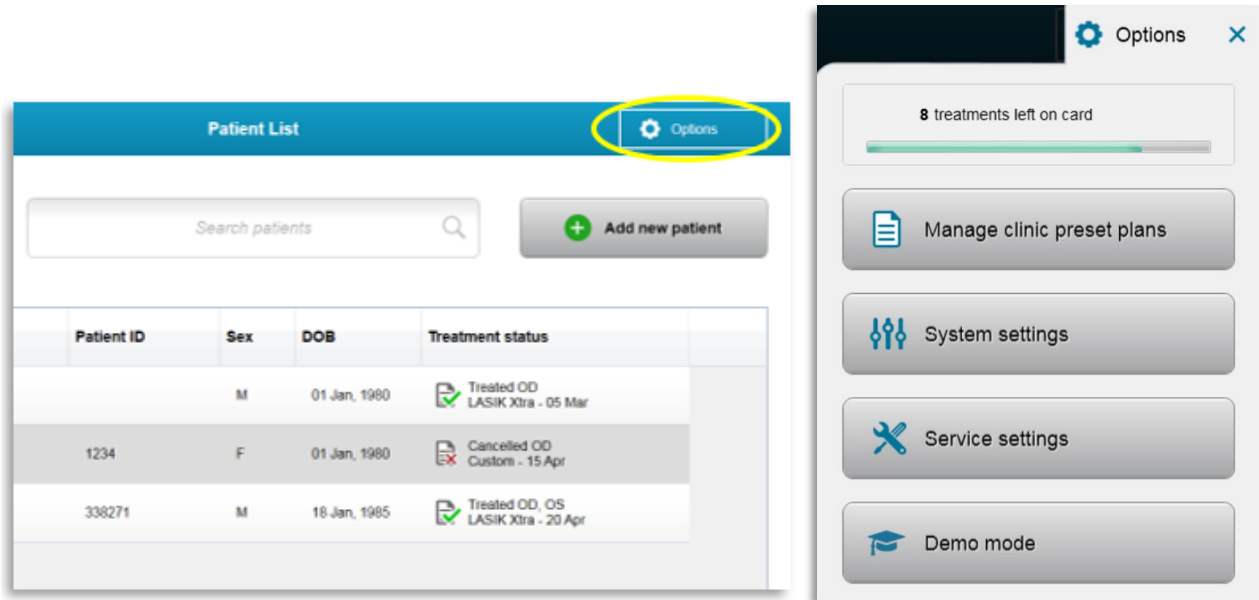 Patient List
Options
Search patients
Add new patient
Patient ID Sex DOB Treatment status
M 01 Jan, 1980 Treated OD
LASIK Xtra - 05 Mar
1234 F 01 Jan, 1980 Cancelled OD
Custom - 15 Apr
338271 M 18 Jan, 1985 Treated OD, OS
LASIK Xtra - 20 Apr
Options
8 treatments left on card
Manage clinic preset plans
System settings
Service settings
Demo mode